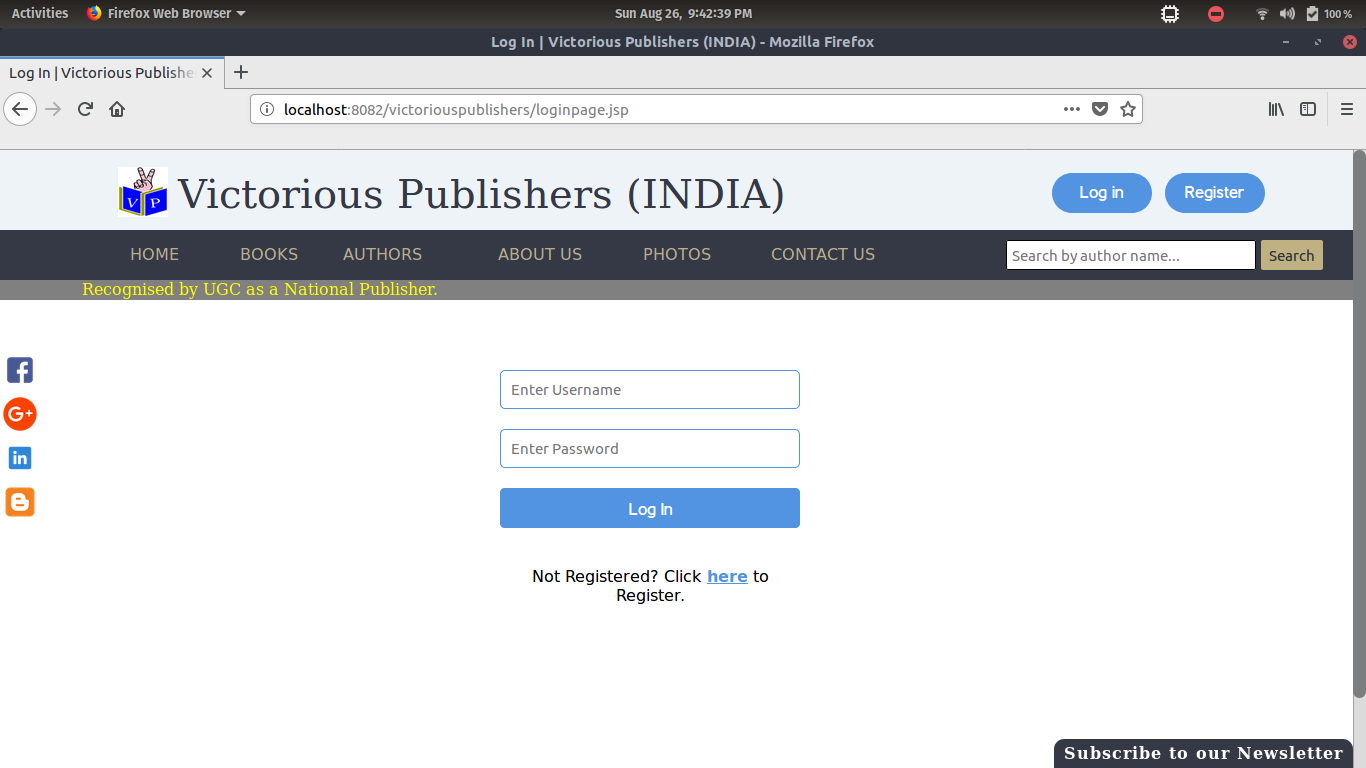 Activities Firefox Web Browser Sun Aug 26, 9:42:39 PM 100 %
Log In | Victorious Publishers (INDIA) - Mozilla Firefox
Log In | Victorious Publishe
localhost:8082/victoriouspublishers/loginpage.jsp
V P Victorious Publishers (INDIA) Log in Register
HOME BOOKS AUTHORS ABOUT US PHOTOS CONTACT US Search by author name... Search
Recognised by UGC as a National Publisher.
Enter Username
Enter Password
Log In
Not Registered? Click here to
Register.
Subscribe to our Newsletter